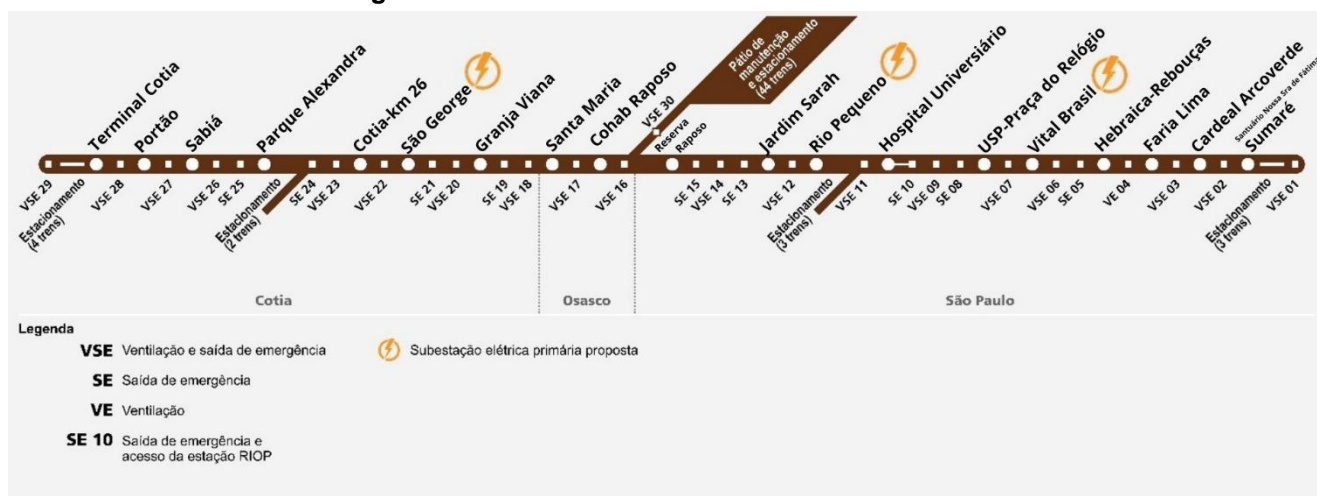 Terminal Cotia
Portão
Sabiá
Parque Alexandra
Cotia-km 26
São George
Granja Viana
Santa Maria
Cohab Raposo
VSE 30
Pátio de
manutenção
e estacionamento
(44 trens)
Reserva
Raposo
Jardim Sarah
Rio Pequeno
Hospital Universiário
USP-Praça do Relógio
Vital Brasil
Hebraica-Rebouças
Faria Lima
Cardeal Arcoverde
Santuário Nossa Sra de Fátima
Sumaré
VSE 29
Estacionamento
(4 trens)
VSE 28
VSE 27
VSE 26
SE 25
Estacionamento
(2 trens)
SE 24
VSE 23
VSE 22
SE 21
VSE 20
SE 19
VSE 18
VSE 17
VSE 16
SE 15
VSE 14
SE 13
VSE 12
Estacionamento
(3 trens)
VSE 11
SE 10
VSE 09
SE 08
VSE 07
VSE 06
SE 05
VE 04
VSE 03
VSE 02
Estacionamento
(3 trens)
VSE 01
Cotia
Osasco
São Paulo
Legenda
VSE Ventilação e saída de emergência
Subestação elétrica primária proposta
SE Saída de emergência
VE Ventilação
SE 10 Saída de emergência e
acesso da estação RIOP